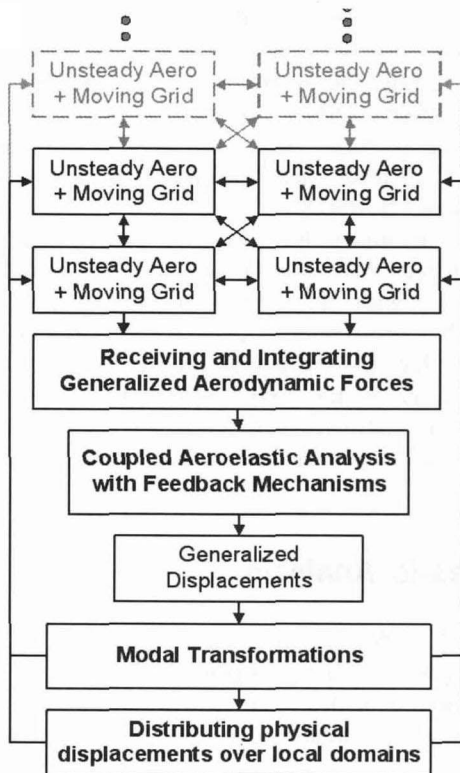 Unsteady Aero
+ Moving Grid
Unsteady Aero
+ Moving Grid
Unsteady Aero
+ Moving Grid
Unsteady Aero
+ Moving Grid
Unsteady Aero
+ Moving Grid
Unsteady Aero
+ Moving Grid
Receiving and Integrating
Generalized Aerodynamic Forces
Coupled Aeroelastic Analysis
with Feedback Mechanisms
Generalized
Displacements
Modal Transformations
Distributing physical
displacements over local domains